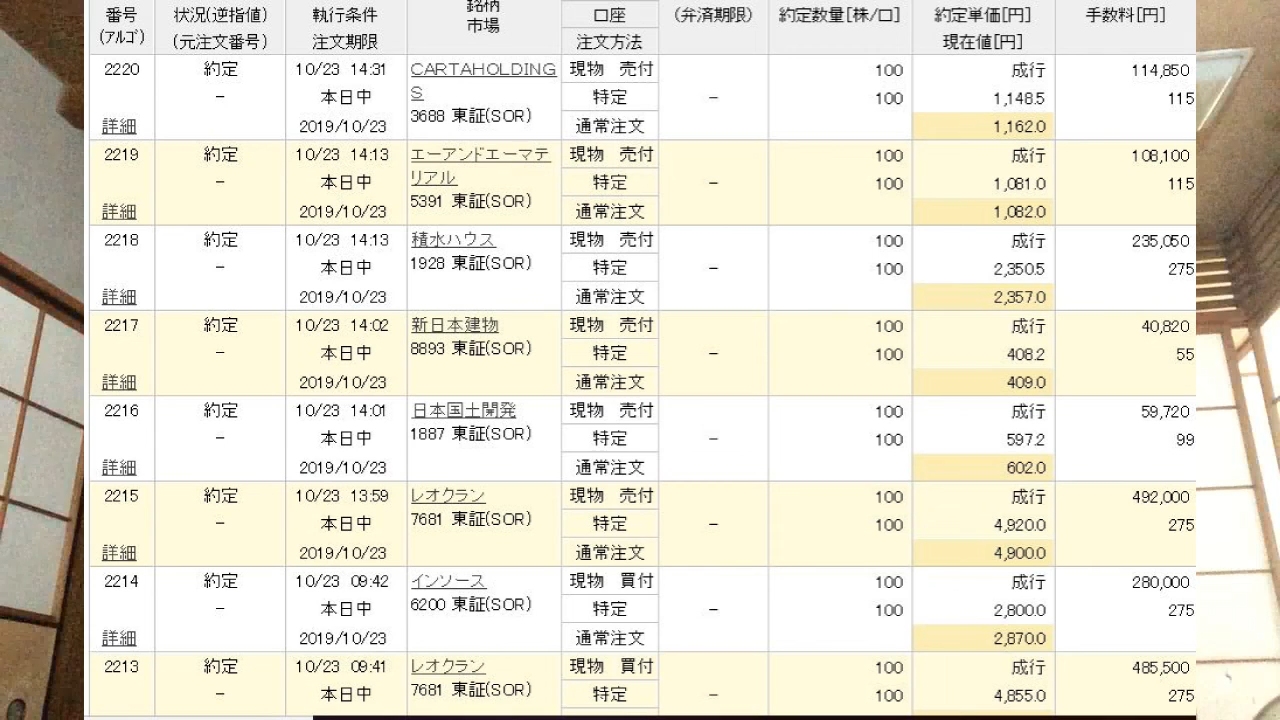 番号 状況(逆指値) 執行条件 銘柄 口座 (弁済期限) 約定数量[株/口] 約定単価[円] 手数料[円]
(ｱﾙｺﾞ) (元注文番号) 注文期限 市場 注文方法 現在値[円]
2220 約定 10/23 14:31 CARTAHOLDING 現物 売付 100 成行 114,850
- 本日中 S 特定 - 100 1,148.5 115
詳細 2019/10/23 3688 東証(SOR) 通常注文 1,162.0
2219 約定 10/23 14:13 エーアンドエーマテ 現物 売付 100 成行 108,100
- 本日中 リアル 特定 - 100 1,081.0 115
詳細 2019/10/23 5391 東証(SOR) 通常注文 1,082.0
2218 約定 10/23 14:13 積水ハウス 現物 売付 100 成行 235,050
- 本日中 1928 東証(SOR) 特定 - 100 2,350.5 275
詳細 2019/10/23 通常注文 2,357.0
2217 約定 10/23 14:02 新日本建物 現物 売付 100 成行 40,820
- 本日中 8893 東証(SOR) 特定 - 100 408.2 55
詳細 2019/10/23 通常注文 409.0
2216 約定 10/23 14:01 日本国土開発 現物 売付 100 成行 59,720
- 本日中 1887 東証(SOR) 特定 - 100 597.2 99
詳細 2019/10/23 通常注文 602.0
2215 約定 10/23 13:59 レオクラン 現物 売付 100 成行 492,000
- 本日中 7681 東証(SOR) 特定 - 100 4,920.0 275
詳細 2019/10/23 通常注文 4,900.0
2214 約定 10/23 09:42 インソース 現物 買付 100 成行 280,000
- 本日中 6200 東証(SOR) 特定 - 100 2,800.0 275
詳細 2019/10/23 通常注文 2,870.0
2213 約定 10/23 09:41 レオクラン 現物 買付 100 成行 485,500
- 本日中 7681 東証(SOR) 特定 - 100 4,855.0 275